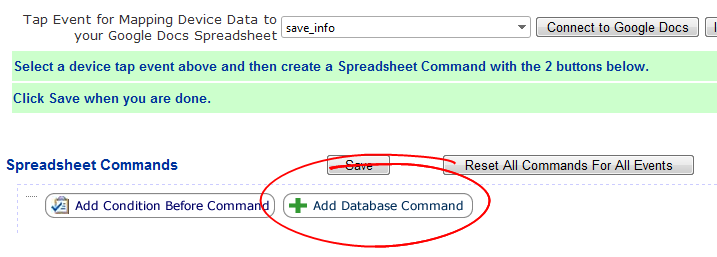 Tap Event for Mapping Device Data to
your Google Docs Spreadsheet
save_info
Connect to Google Docs
Select a device tap event above and then create a Spreadsheet Command with the 2 buttons below.
Click Save when you are done.
Spreadsheet Commands
Save
Reset All Commands For All Events
Add Condition Before Command
Add Database Command